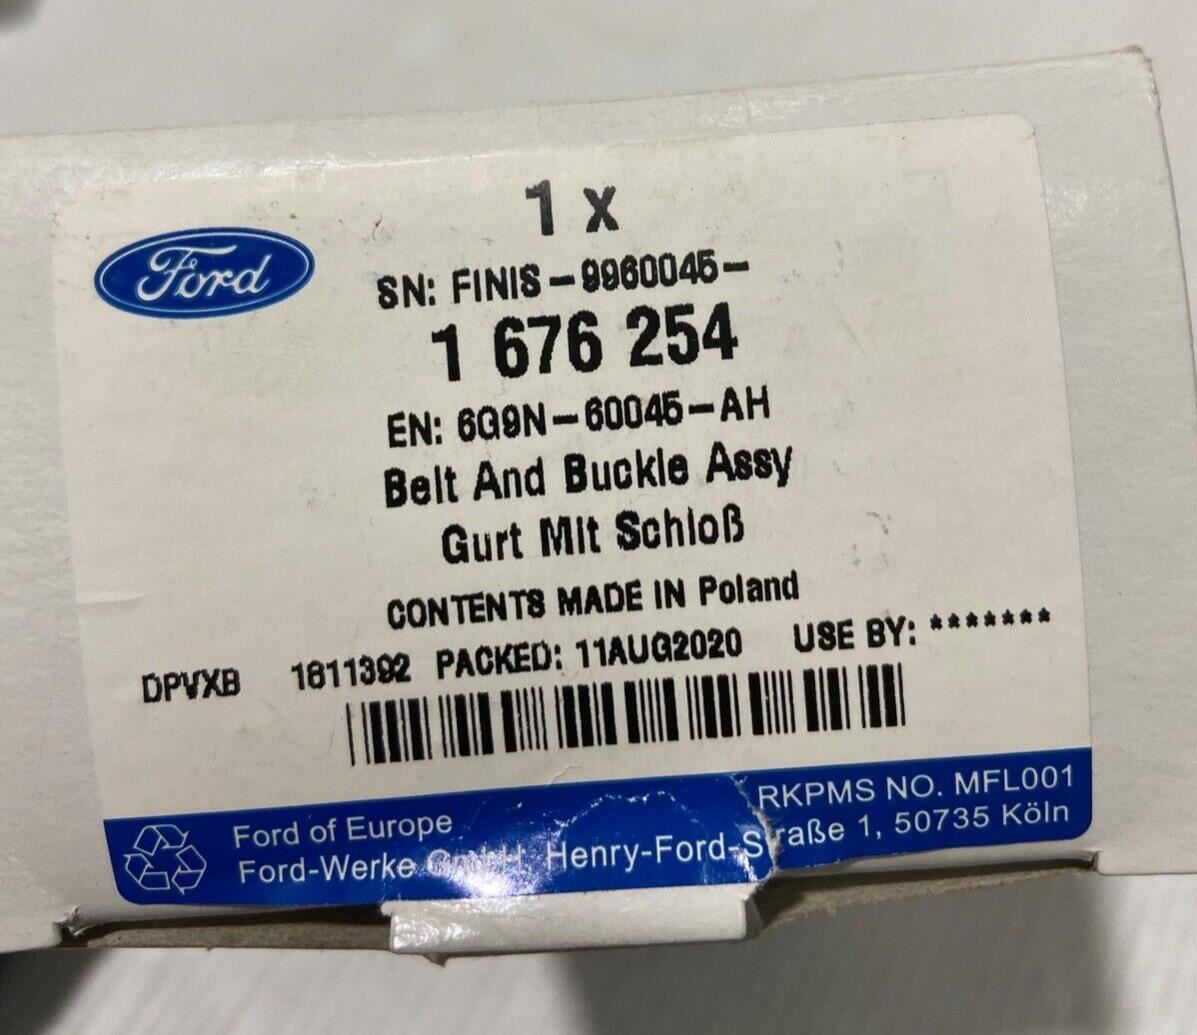 1 x
Ford
SN: FINIS-9960045-
1 676 254
EN: 6G9N-60045-AH
Belt And Buckle Assy
Gurt Mit Schloß
CONTENTS MADE IN Poland
DPVXB 1811392 PACKED: 11AUG2020 USE BY: *******
RKPMS NO. MFL001
Ford of Europe
Ford-Werke GmbH, Henry-Ford-Straße 1, 50735 Köln